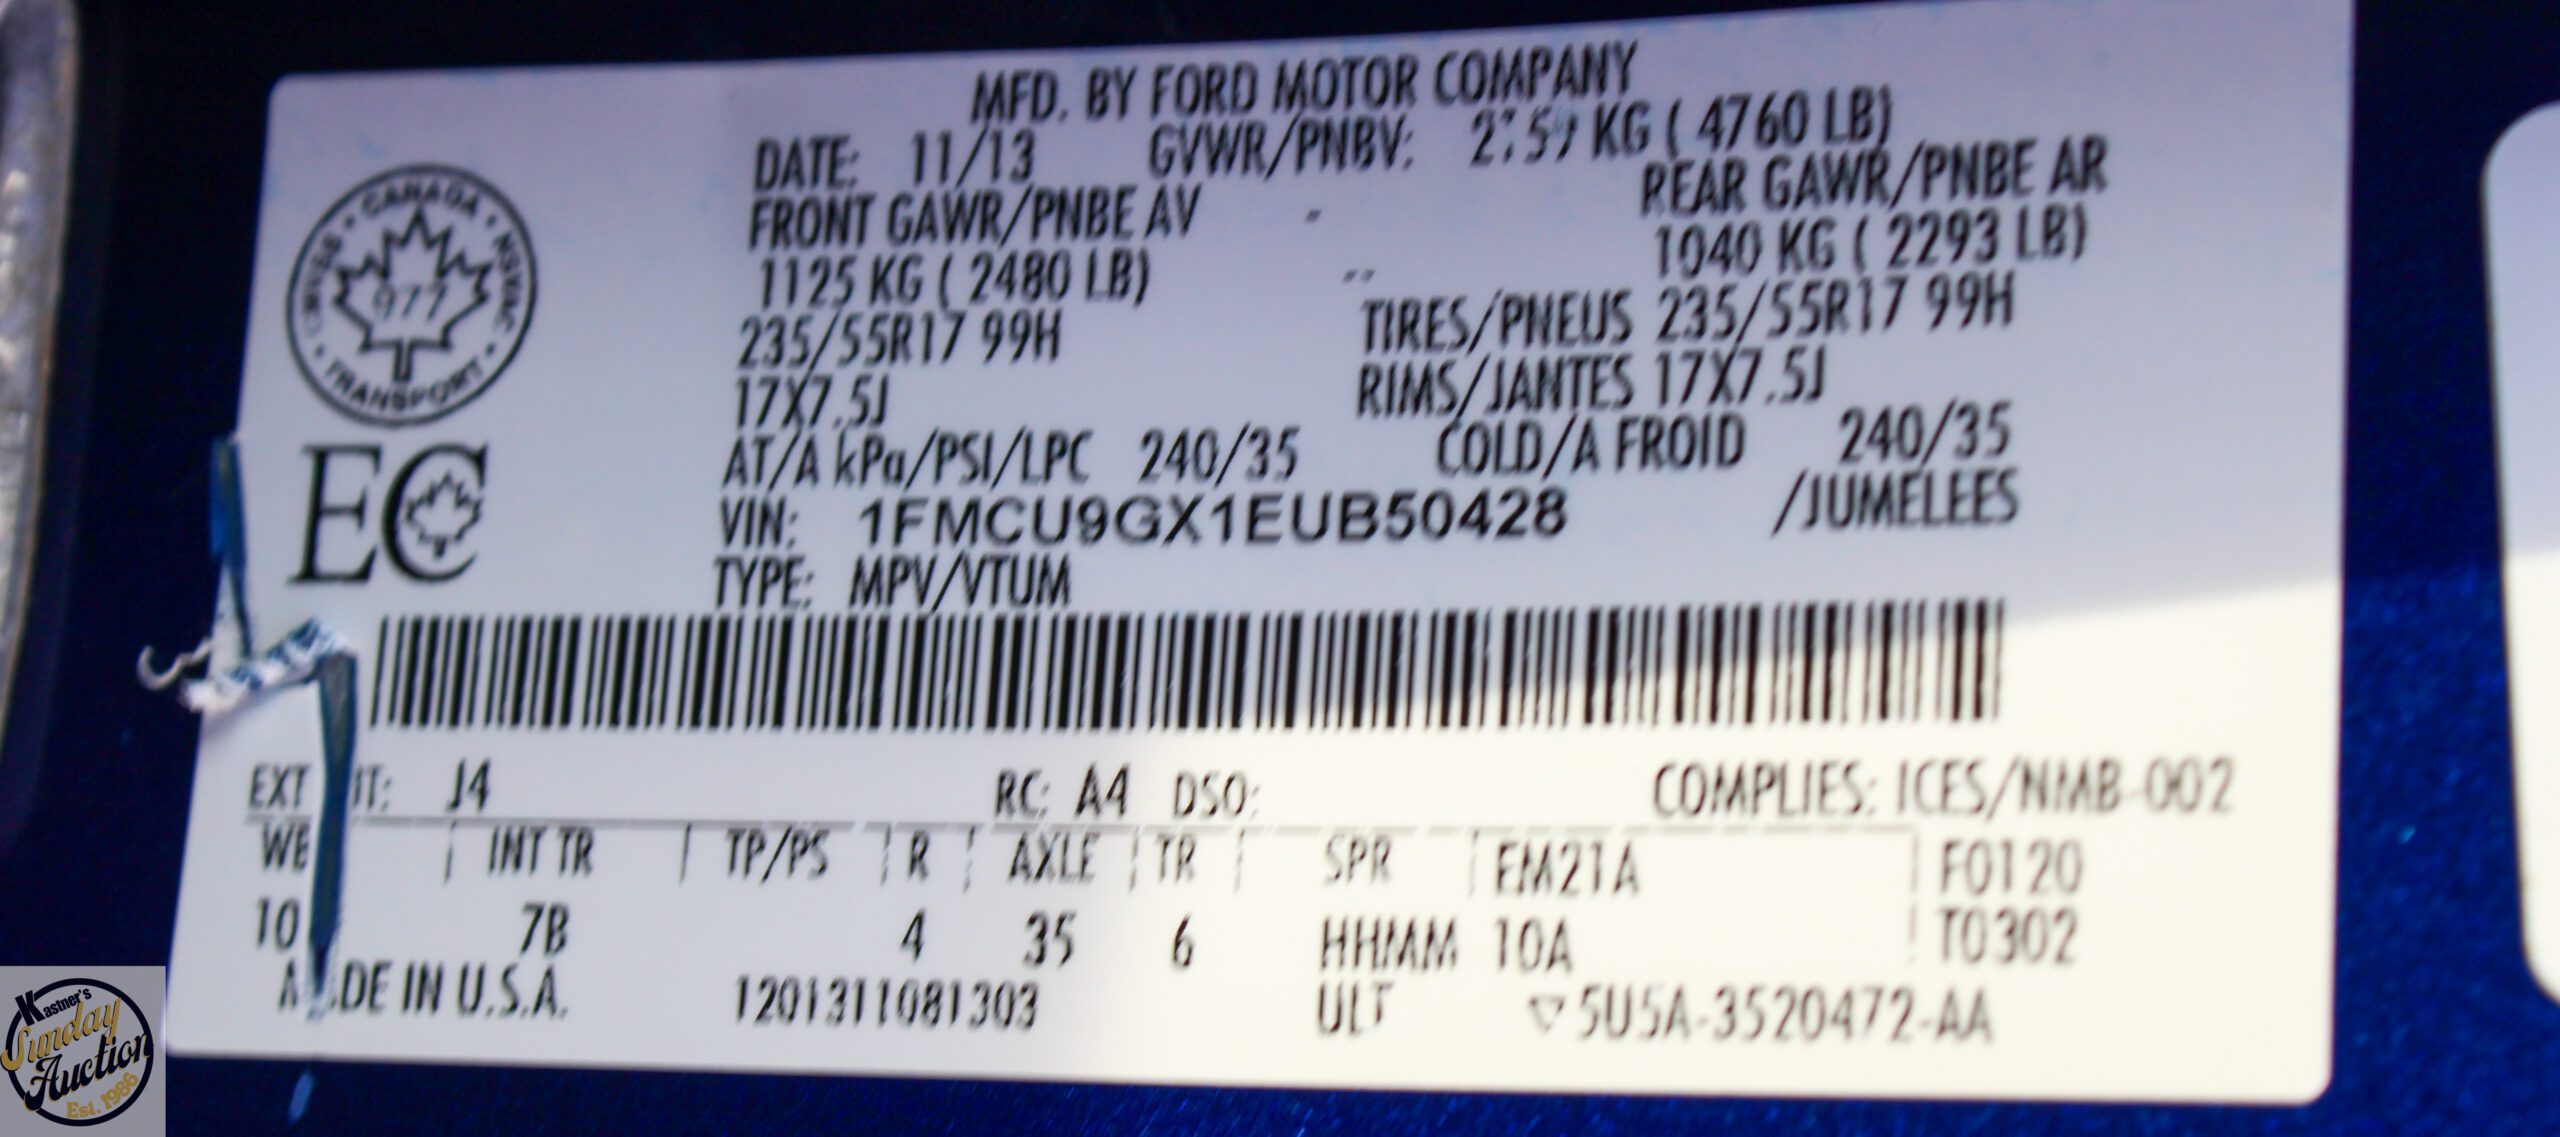 MFD. BY FORD MOTOR COMPANY
DATE: 11/13 GVWR/PNBV: KG ( 4760 LB)
FRONT GAWR/PNBE AV REAR GAWR/PNBE AR
1125 KG ( 2480 LB) 1040 KG ( 2293 LB)
235/55R17 99H TIRES/PNEUS 235/55R17 99H
17X7.5J RIMS/JANTES 17X7.5J
AT/A kPa/PSI/LPC 240/35 COLD/A FROID 240/35
VIN: 1FMCU9GX1EUB50428 /JUMELEES
TYPE: MPV/VTUM
CANADA
977
TRANSPORT
EC
EXT J4 RC: A4 DSO: COMPLIES: ICES/NMB-002
INT TR TP/PS R AXLE TR SPR EM21A F0120
10 7B 4 35 6 HHMM 10A T0302
IN U.S.A. 1201311081303 ULT 5U5A-3520472-AA
Kastner's
Sunday
Auction
Est. 1986